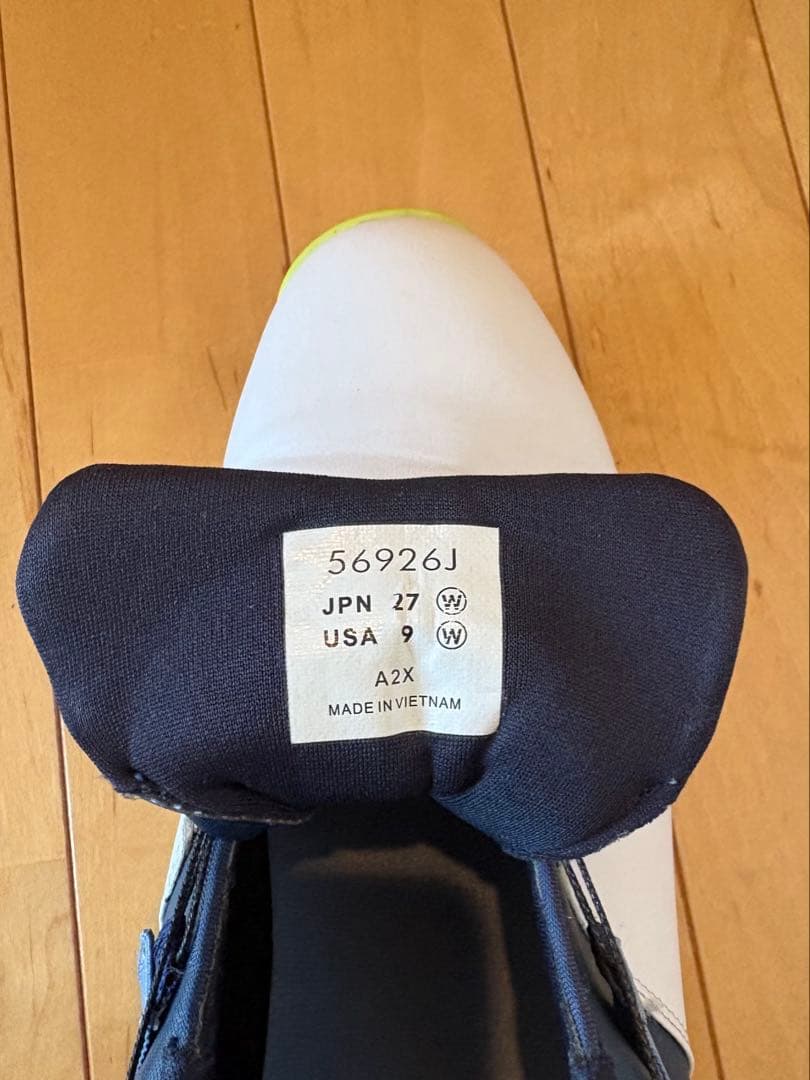 56926J
JPN 27 W
USA 9 W
A2X
MADE IN VIETNAM